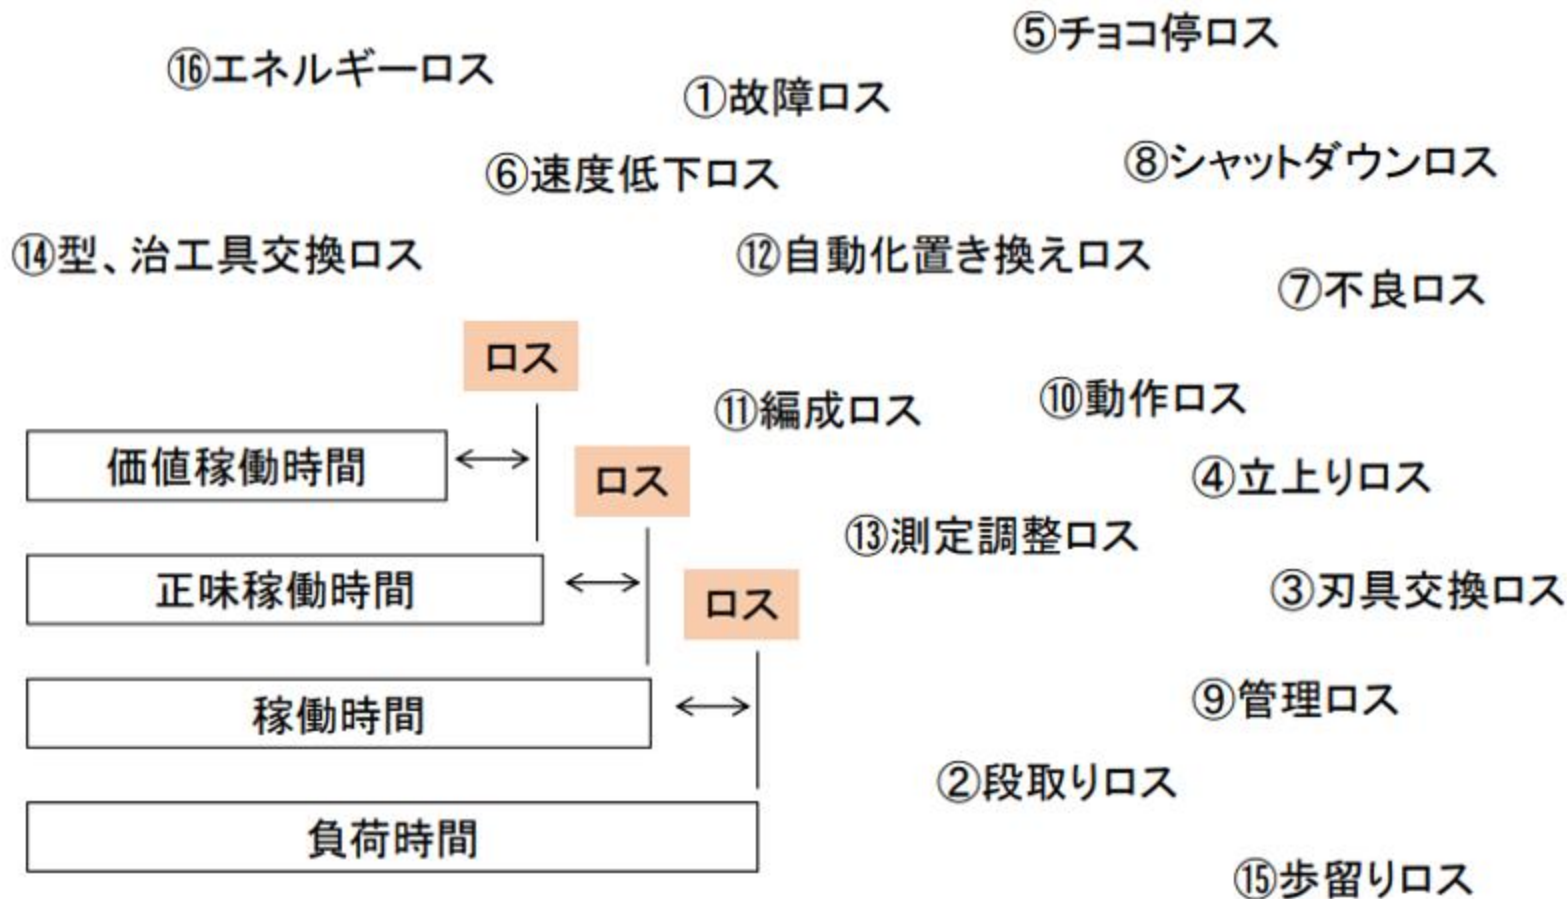 ⑤チョコ停ロス
⑯エネルギーロス
①故障ロス
⑥速度低下ロス
⑧シャットダウンロス
⑭型、治工具交換ロス
⑫自動化置き換えロス
⑦不良ロス
ロス
⑪編成ロス
⑩動作ロス
価値稼働時間
ロス
④立上りロス
⑬測定調整ロス
正味稼働時間
ロス
③刃具交換ロス
稼働時間
⑨管理ロス
②段取りロス
負荷時間
⑮歩留りロス